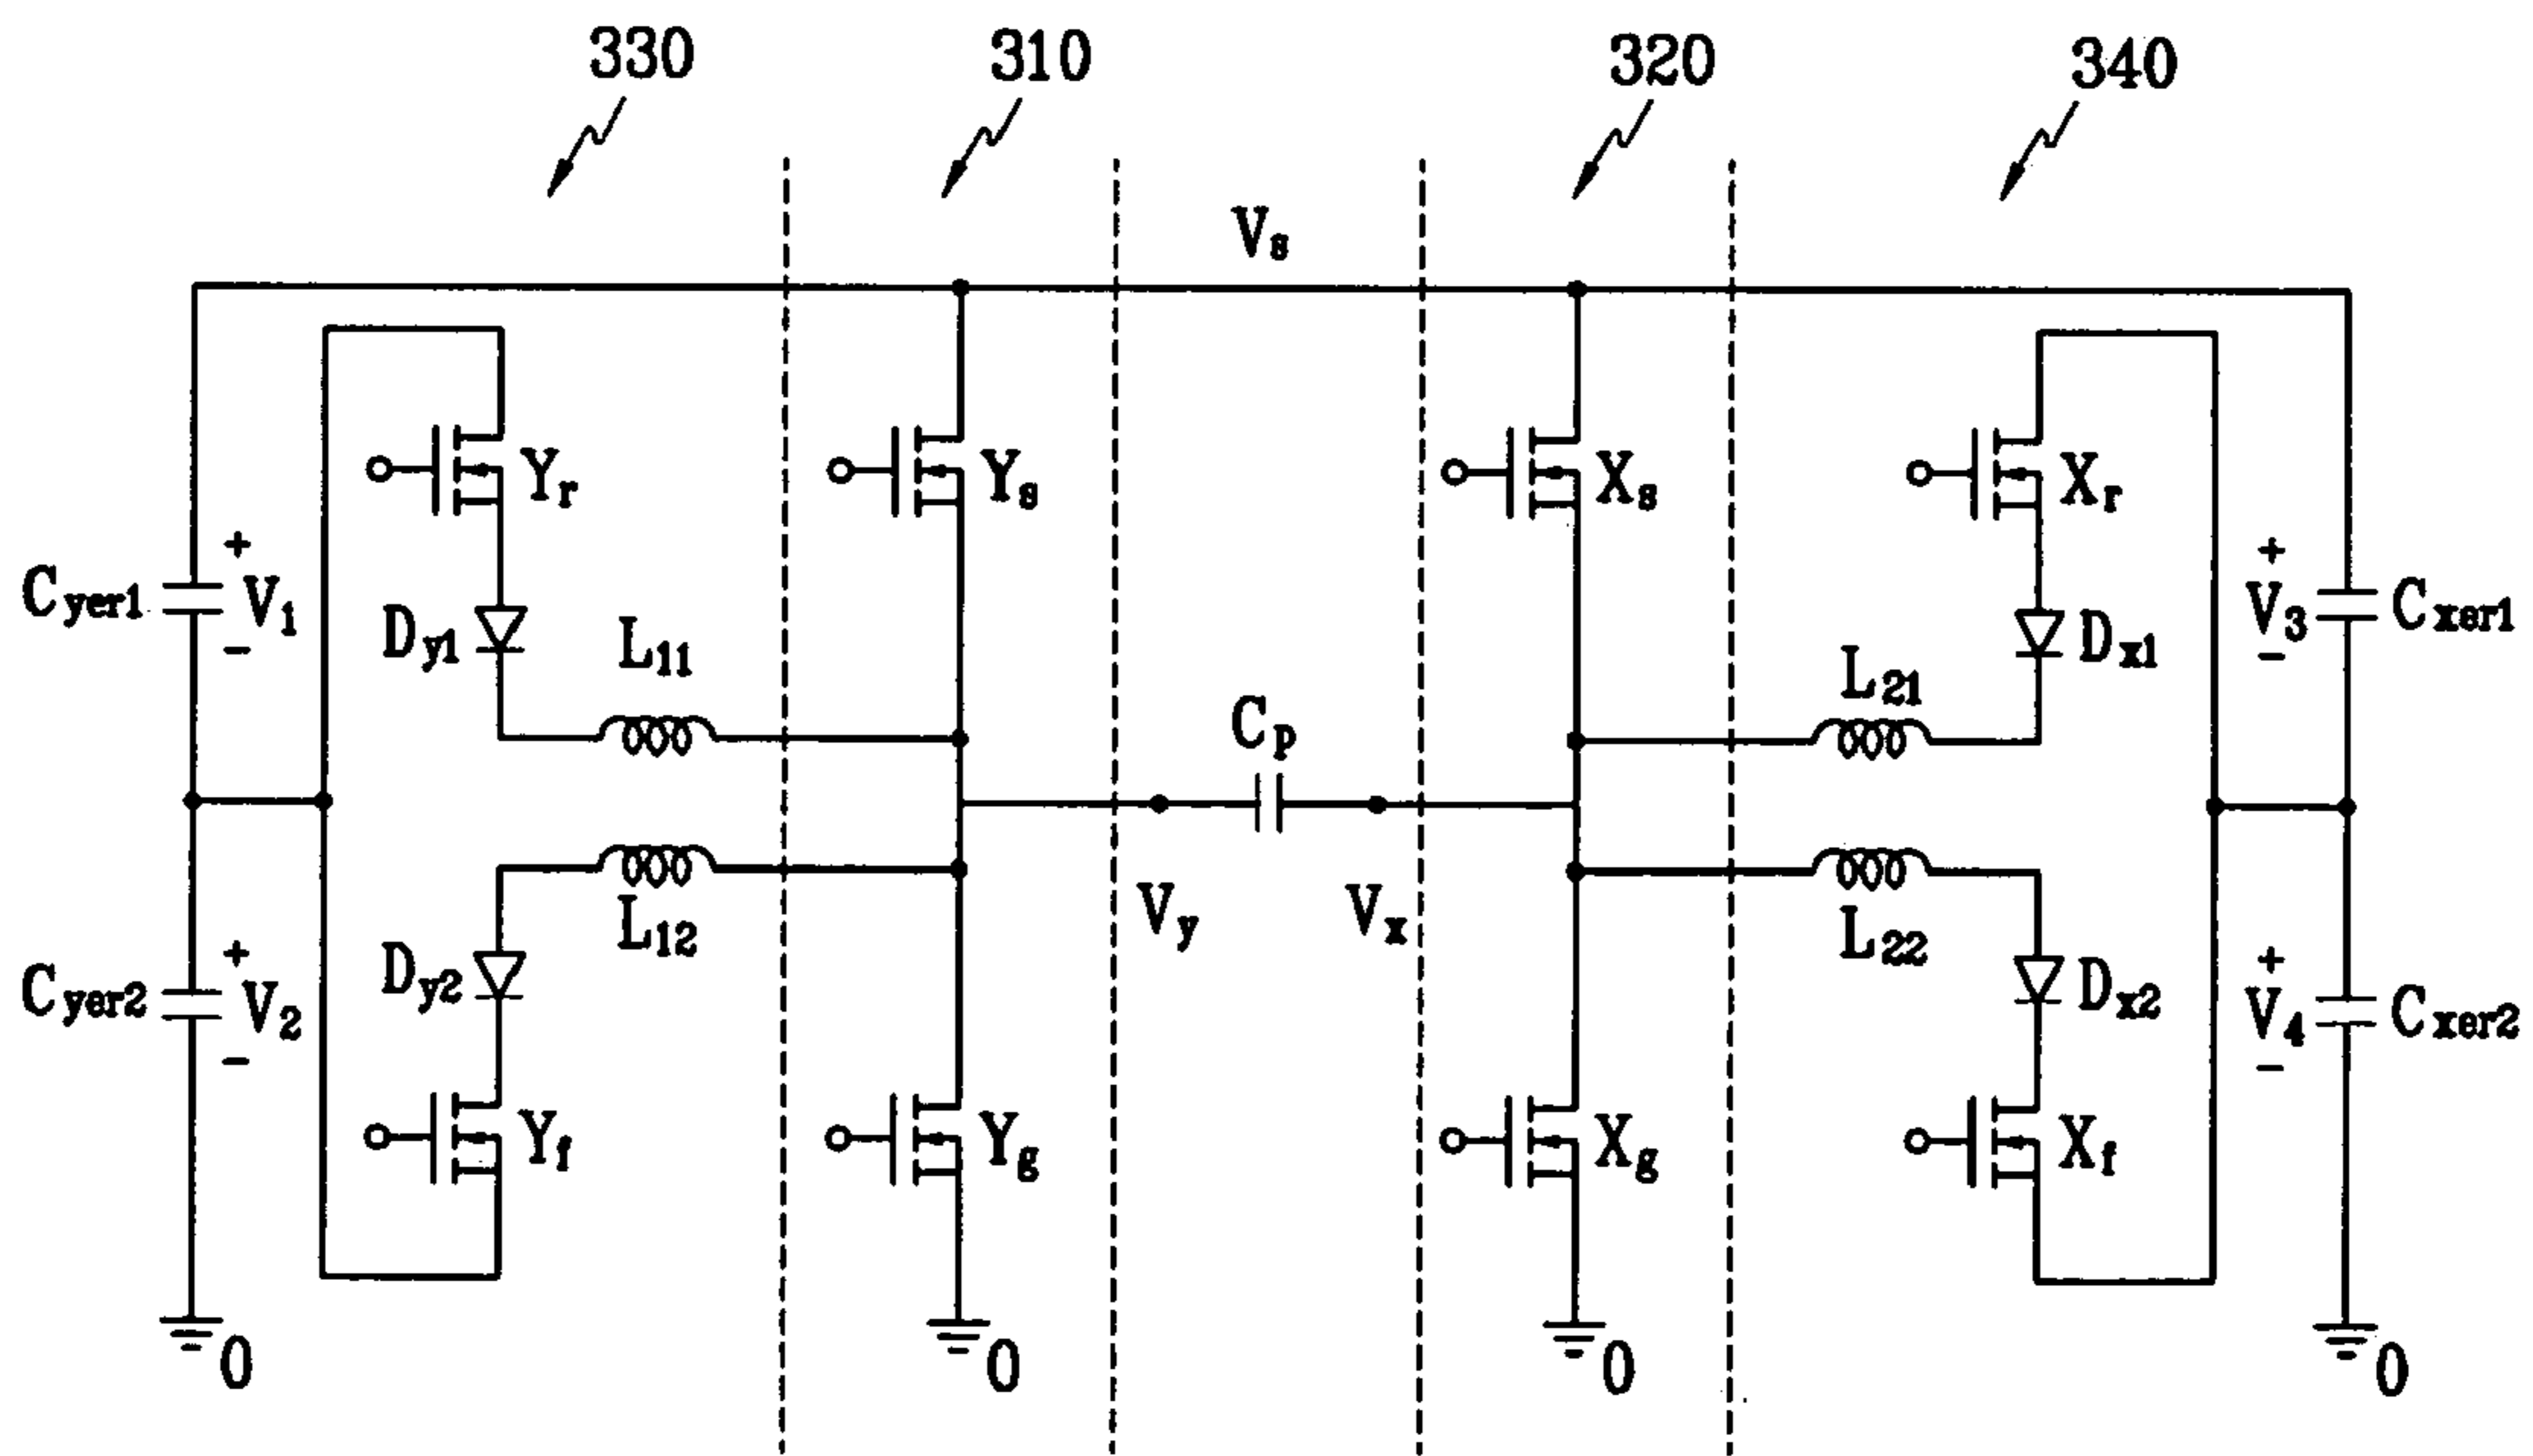 330
310
320
340
Vs
Yr
Ys
Xs
Xr
+
+
Cyer1
V1
V3
Cxer1
-
-
Dy1
L11
Dx1
L21
Cp
Vy
Vx
L12
L22
Dy2
Dx2
+
+
Cyer2
V2
V4
Cxer2
-
-
Yf
Yg
Xg
Xf
0
0
0
0